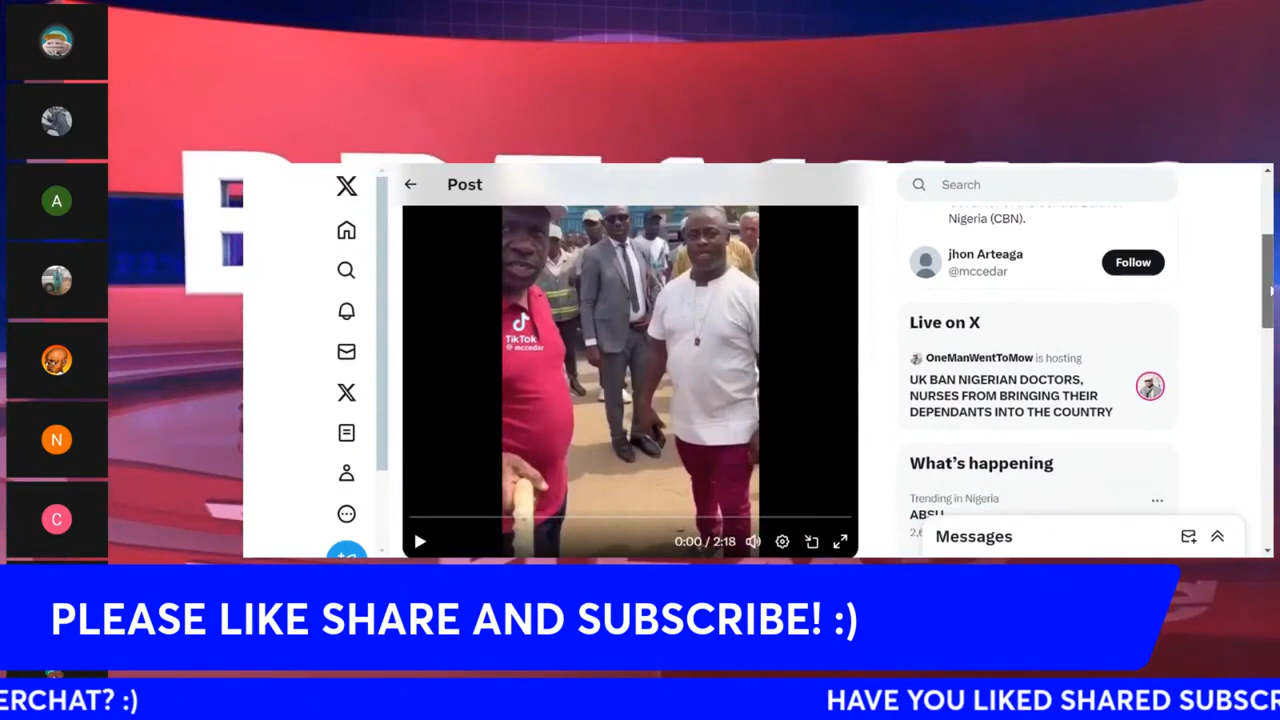 A
N
C
Post
TikTok
@ mccedar
0:00 / 2:18
Search
Nigeria (CBN).
jhon Arteaga
@mccedar
Follow
Live on X
OneManWentToMow is hosting
UK BAN NIGERIAN DOCTORS,
NURSES FROM BRINGING THEIR
DEPENDANTS INTO THE COUNTRY
What's happening
Trending in Nigeria
ABSU
Messages
PLEASE LIKE SHARE AND SUBSCRIBE! :)
ERCHAT? :)
HAVE YOU LIKED SHARED SUBSCR